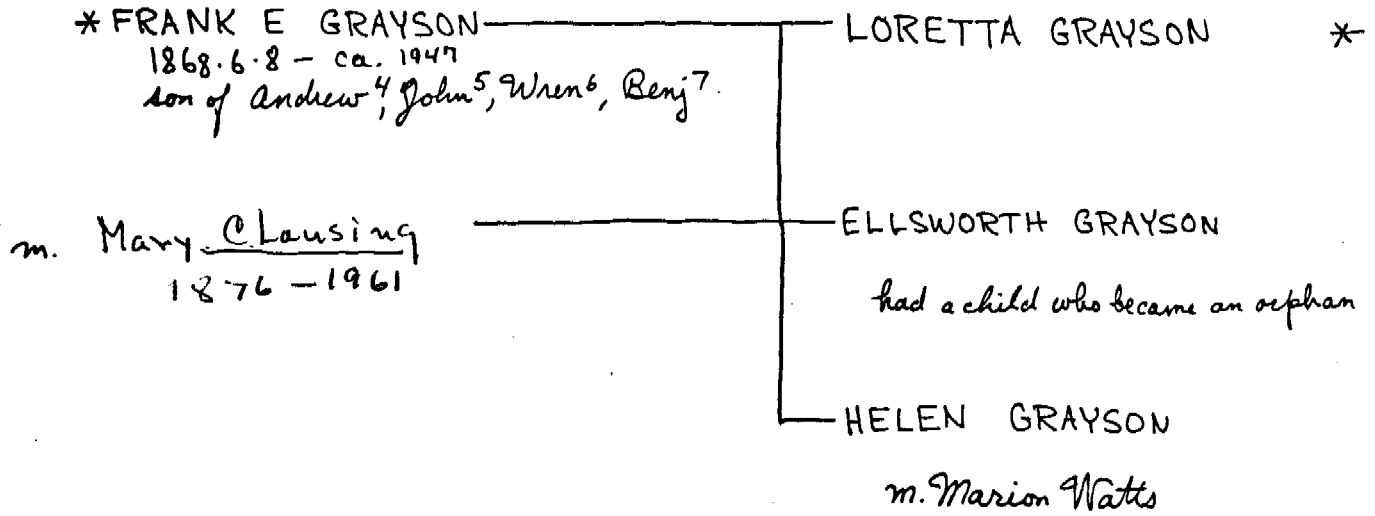 * FRANK E GRAYSON
1868.6.8 - ca. 1947
son of Andrew⁴, John⁵, Wren⁶, Benj⁷.
m. Mary C. Lausing
1876 - 1961
LORETTA GRAYSON *
ELLSWORTH GRAYSON
had a child who became an orphan
HELEN GRAYSON
m. Marion Watts